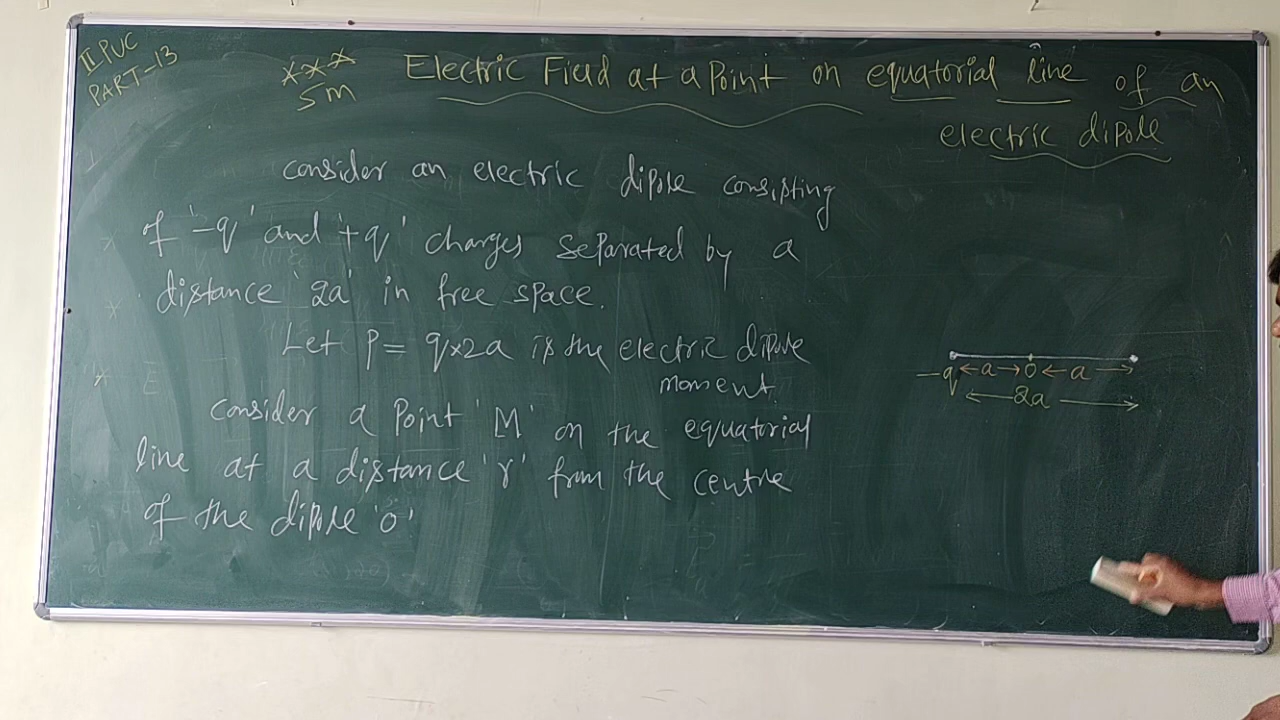 II PUC
PART-13
***
5m
Electric Field at a Point on equatorial line of an
electric dipole
consider an electric dipole consisting
of '-q' and '+q' charges separated by a
distance '2a' in free space.
Let P = q×2a is the electric dipole
moment.
Consider a Point 'M' on the equatorial
line at a distance 'r' from the centre
of the dipole 'o'
-q ←a→ O ←a→
←2a→